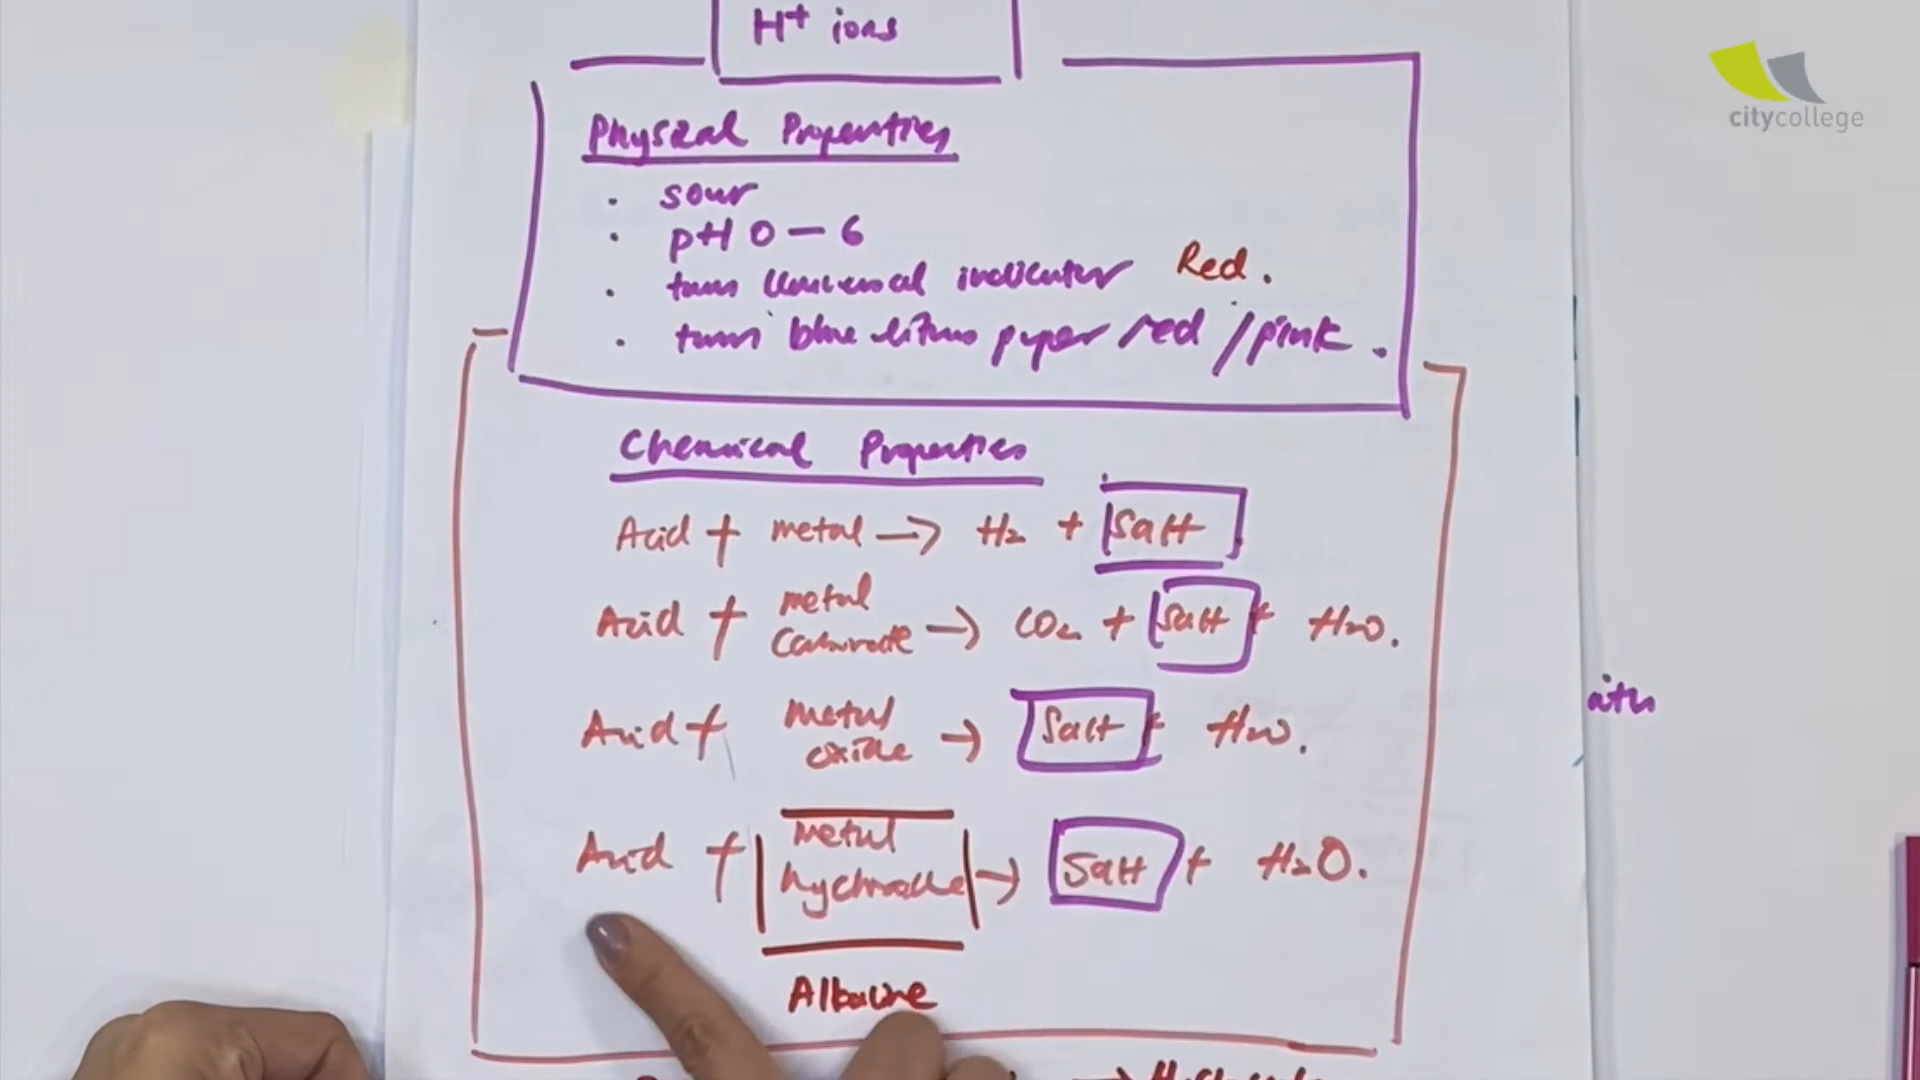 H+ ions
citycollege
Physical Properties
· sour
· pH 0 – 6
· turns Universal indicator Red.
· turns blue litmus paper red / pink.
Chemical Properties
Acid + metal → H2 + Salt
Acid + metal carbonate → CO2 + Salt + H2O.
Acid + metal oxide → Salt + H2O.
Acid + metal hydroxide → Salt + H2O.
Alkaline